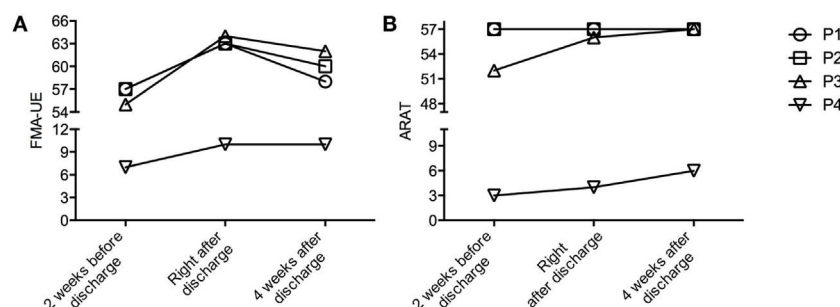 A
B
66
63
60
57
54
12
9
6
3
0
FMA-UE
2 weeks before
discharge
Right after
discharge
4 weeks after
discharge
57
54
51
48
9
6
3
0
ARAT
2 weeks before
discharge
Right
after discharge
4 weeks after
discharge
P1
P2
P3
P4